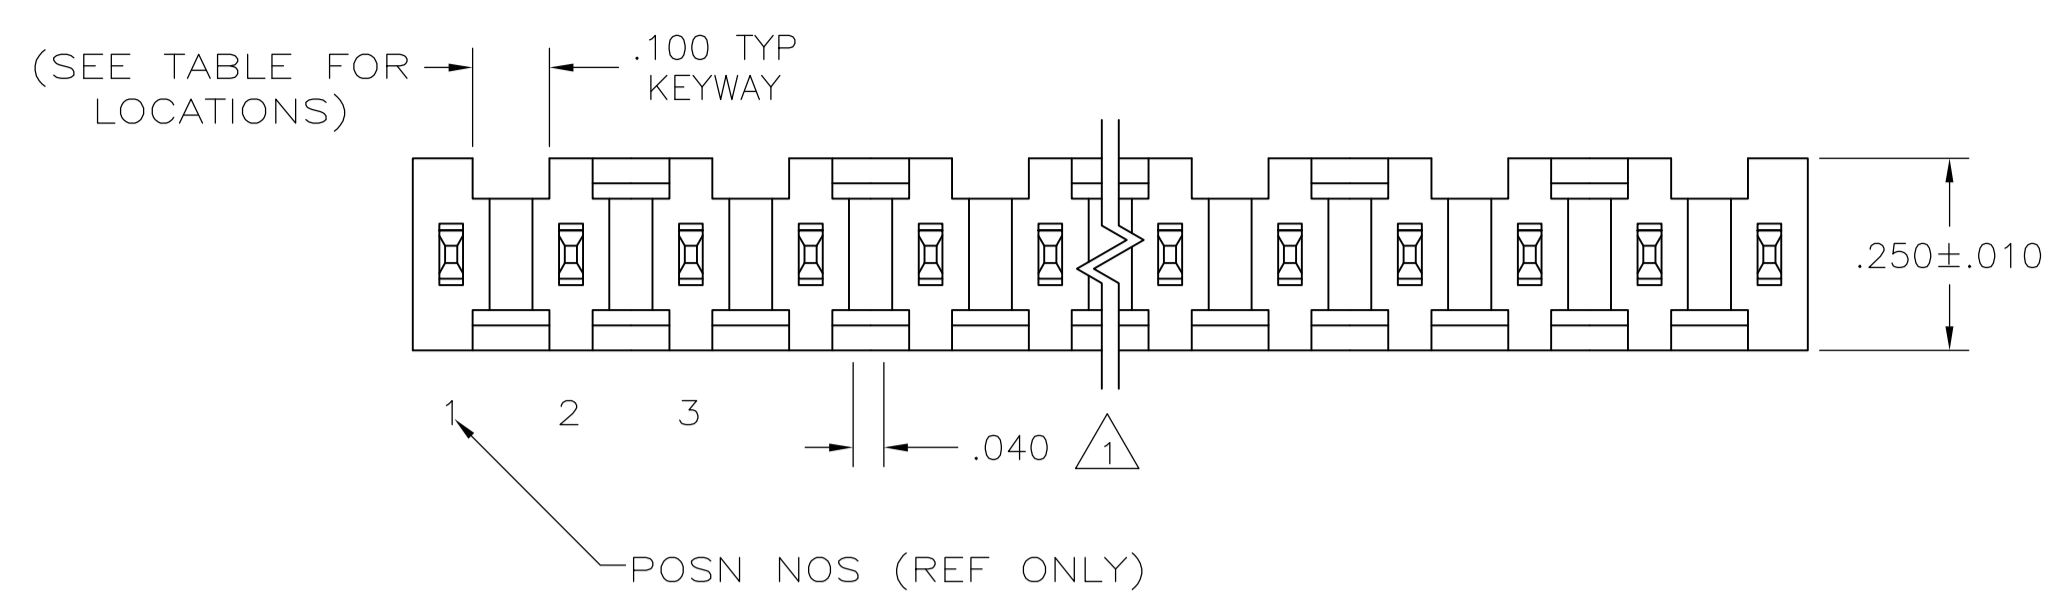 (SEE TABLE FOR
LOCATIONS)
.100 TYP
KEYWAY
.250±.010
1 2 3
.040 1
POSN NOS (REF ONLY)